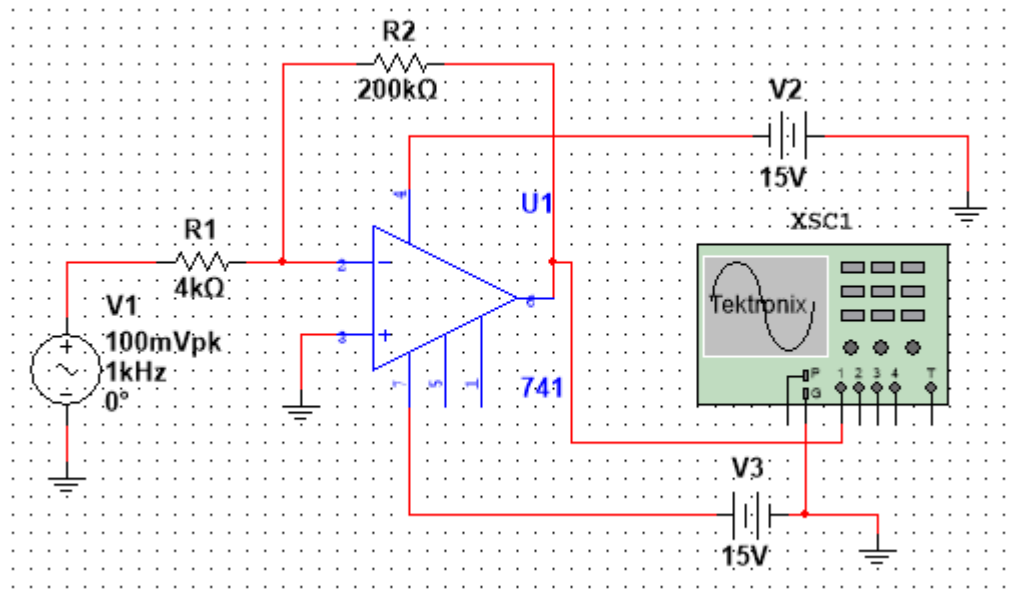 R2
200kΩ
V2
15V
4
U1
XSC1
R1
4kΩ
2
6
3
V1
100mVpk
1kHz
0°
Tektronix
P
G
1 2 3 4 T
7 5 1
741
V3
15V